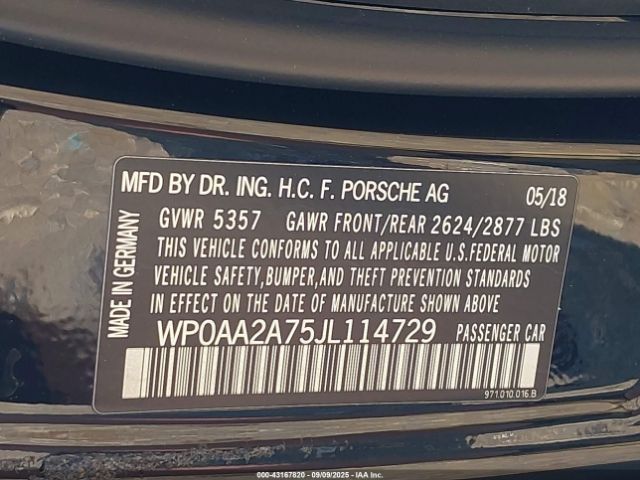 MFD BY DR. ING. H.C. F. PORSCHE AG 05/18
GVWR 5357 GAWR FRONT/REAR 2624/2877 LBS
THIS VEHICLE CONFORMS TO ALL APPLICABLE U.S.FEDERAL MOTOR
VEHICLE SAFETY,BUMPER,AND THEFT PREVENTION STANDARDS
IN EFFECT ON THE DATE OF MANUFACTURE SHOWN ABOVE
WP0AA2A75JL114729 PASSENGER CAR
971.010.016 B
MADE IN GERMANY
000-43167820 - 09/09/2025 - IAA Inc.